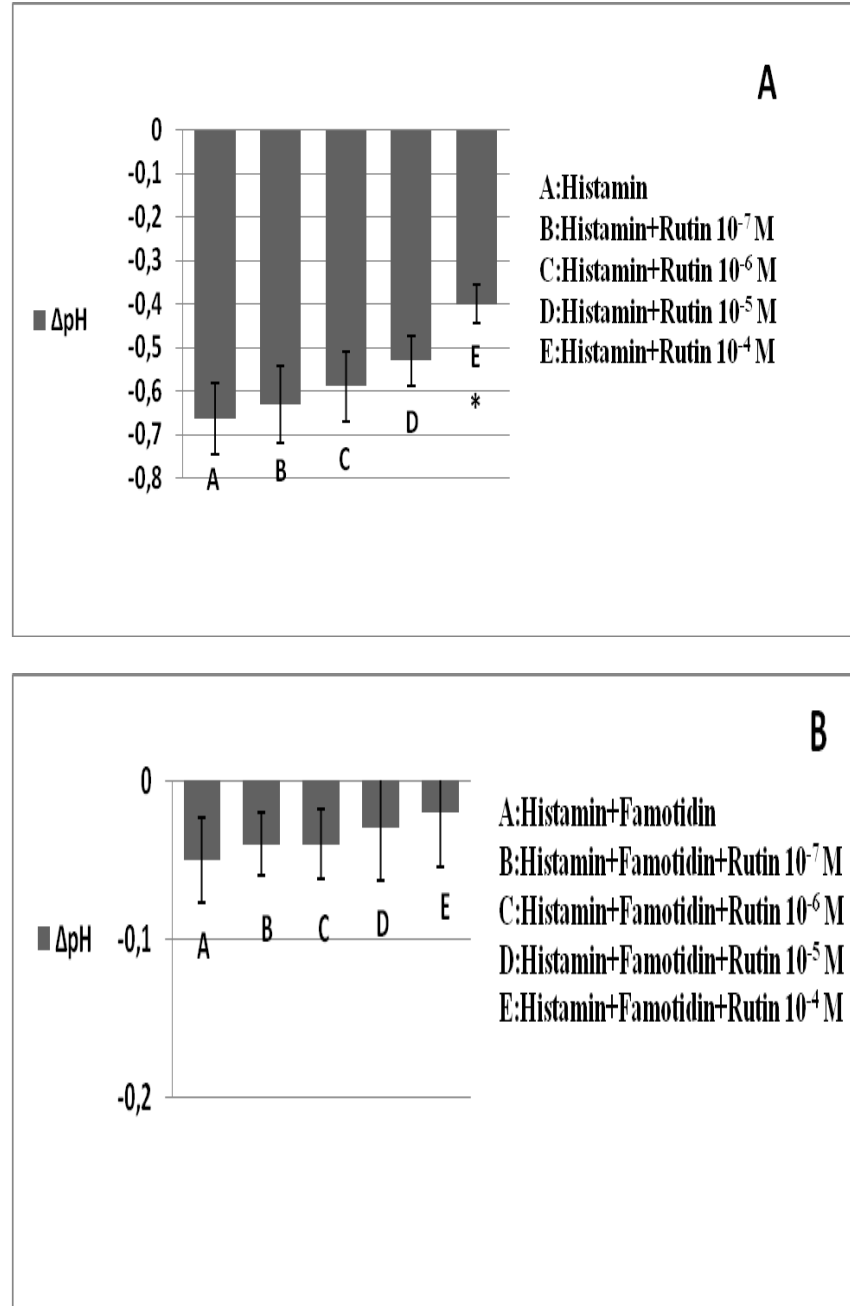 A
0
-0,1
-0,2
-0,3
-0,4
-0,5
-0,6
-0,7
-0,8
ΔpH
A
B
C
D
E
*
A:Histamin
B:Histamin+Rutin 10⁻⁷ M
C:Histamin+Rutin 10⁻⁶ M
D:Histamin+Rutin 10⁻⁵ M
E:Histamin+Rutin 10⁻⁴ M
B
0
-0,1
-0,2
ΔpH
A
B
C
D
E
A:Histamin+Famotidin
B:Histamin+Famotidin+Rutin 10⁻⁷ M
C:Histamin+Famotidin+Rutin 10⁻⁶ M
D:Histamin+Famotidin+Rutin 10⁻⁵ M
E:Histamin+Famotidin+Rutin 10⁻⁴ M